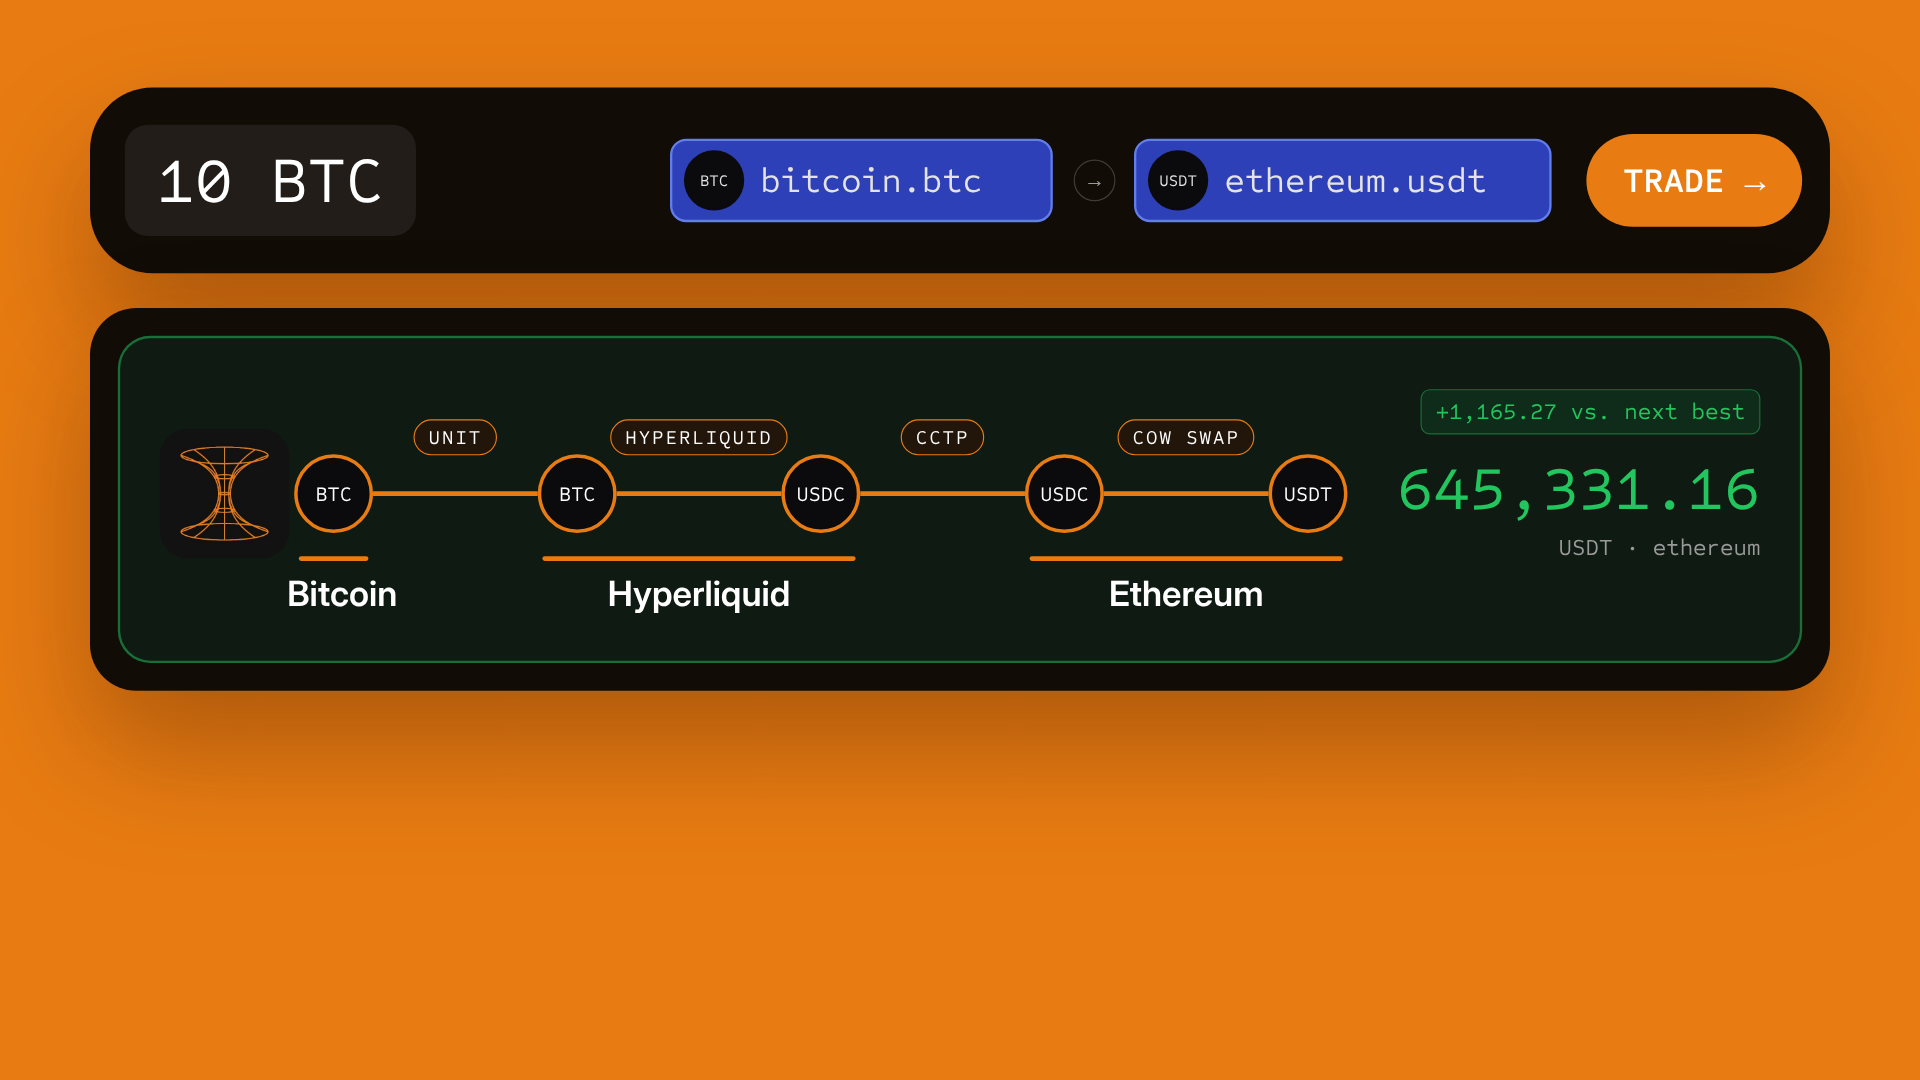 10 BTC
BTC bitcoin.btc → USDT ethereum.usdt TRADE →
+1,165.27 vs. next best
UNIT HYPERLIQUID CCTP COW SWAP
BTC BTC USDC USDC USDT
645,331.16
USDT · ethereum
Bitcoin Hyperliquid Ethereum